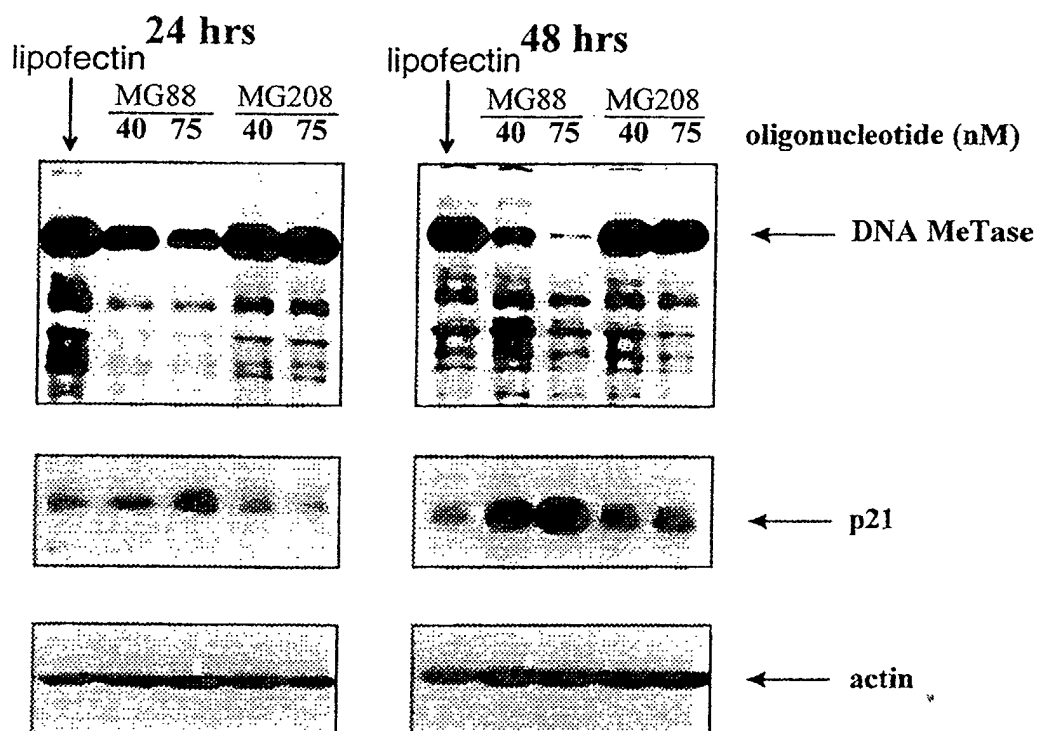 24 hrs
lipofectin
MG88 MG208
40 75 40 75
48 hrs
lipofectin
MG88 MG208
40 75 40 75
oligonucleotide (nM)
DNA MeTase
p21
actin